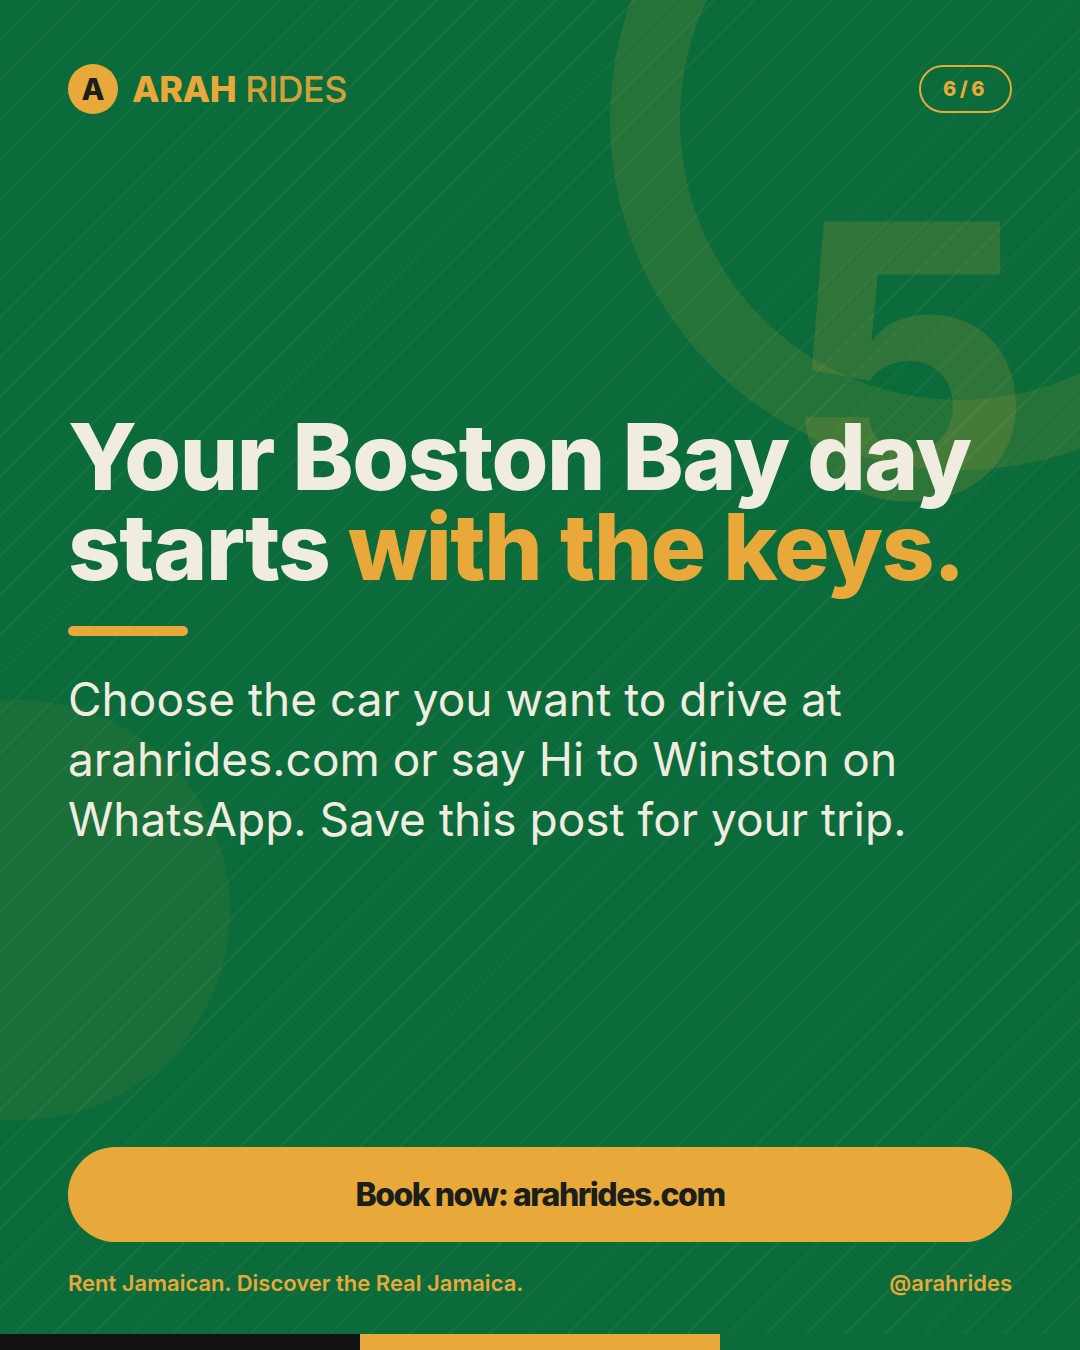 A ARAH RIDES
6/6
5
Your Boston Bay day
starts with the keys.
Choose the car you want to drive at
arahrides.com or say Hi to Winston on
WhatsApp. Save this post for your trip.
Book now: arahrides.com
Rent Jamaican. Discover the Real Jamaica.
@arahrides